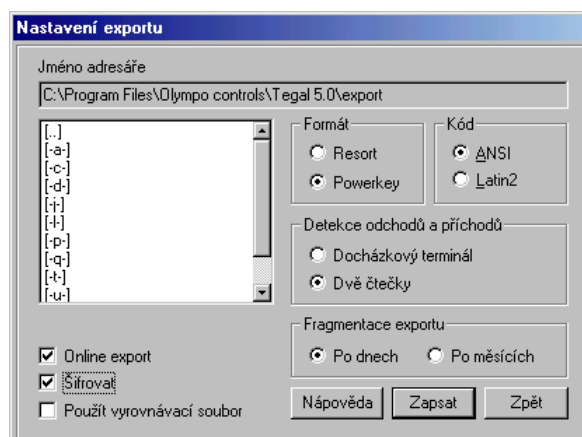 Nastavení exportu
Jméno adresáře
C:\Program Files\Olympo controls\Tegal 5.0\export
[..]
[-a-]
[-c-]
[-d-]
[-j-]
[-l-]
[-p-]
[-q-]
[-t-]
[-u-]
Formát
Resort
Powerkey
Kód
ANSI
Latin2
Detekce odchodů a příchodů
Docházkový terminál
Dvě čtečky
Fragmentace exportu
Po dnech Po měsících
Online export
Šifrovat
Použít vyrovnávací soubor
Nápověda Zapsat Zpět